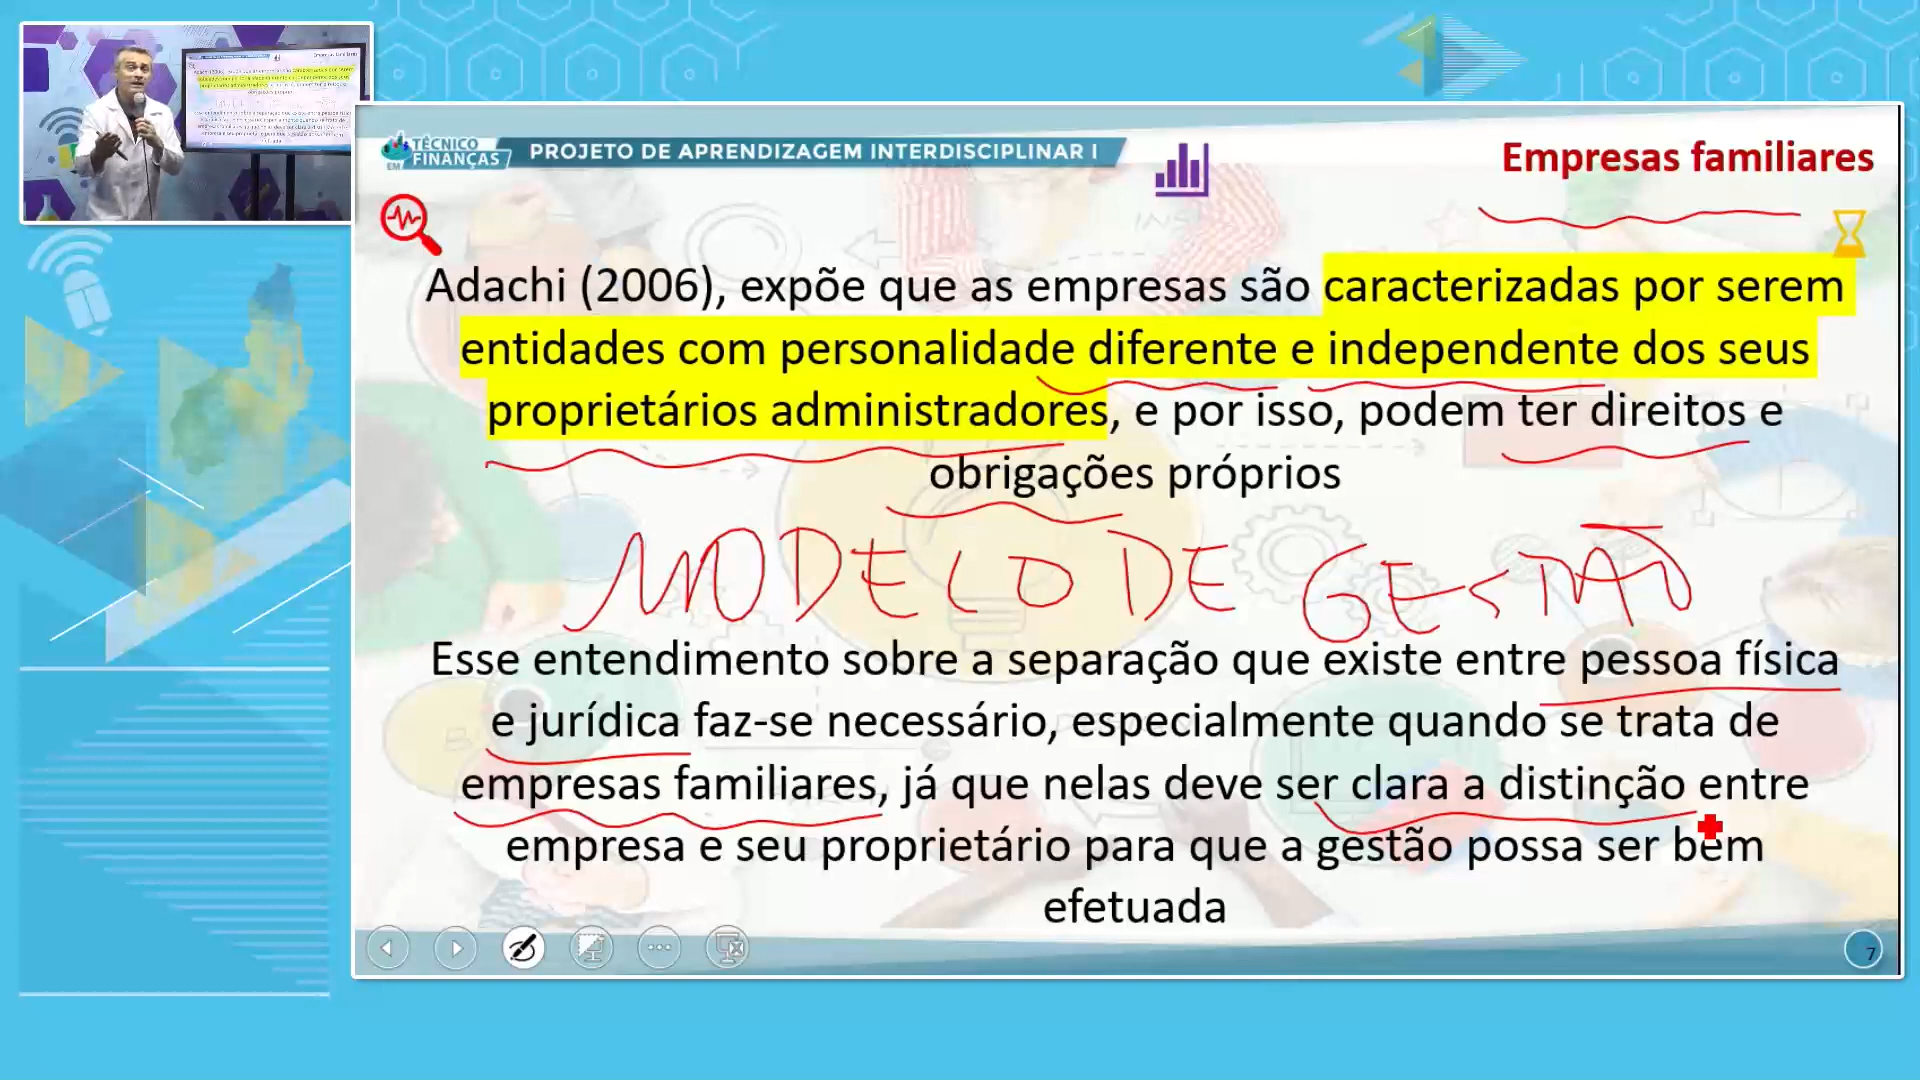 TÉCNICO
EM FINANÇAS
PROJETO DE APRENDIZAGEM INTERDISCIPLINAR I
Empresas familiares
Adachi (2006), expõe que as empresas são caracterizadas por serem
entidades com personalidade diferente e independente dos seus
proprietários administradores, e por isso, podem ter direitos e
obrigações próprios
MODELO DE GESTÃO
Esse entendimento sobre a separação que existe entre pessoa física
e jurídica faz-se necessário, especialmente quando se trata de
empresas familiares, já que nelas deve ser clara a distinção entre
empresa e seu proprietário para que a gestão possa ser bem
efetuada
7